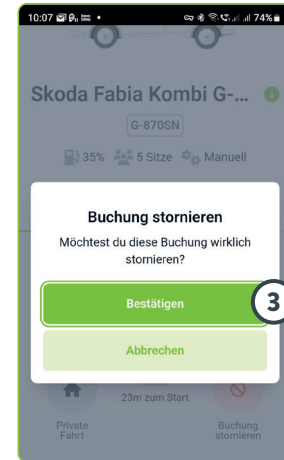 10:07 74%
Skoda Fabia Kombi G-...
G-870SN
35% 5 Sitze Manuell
Buchung stornieren
Möchtest du diese Buchung wirklich
stornieren?
Bestätigen
3
Abbrechen
23m zum Start
Private
Fahrt
Buchung
stornieren